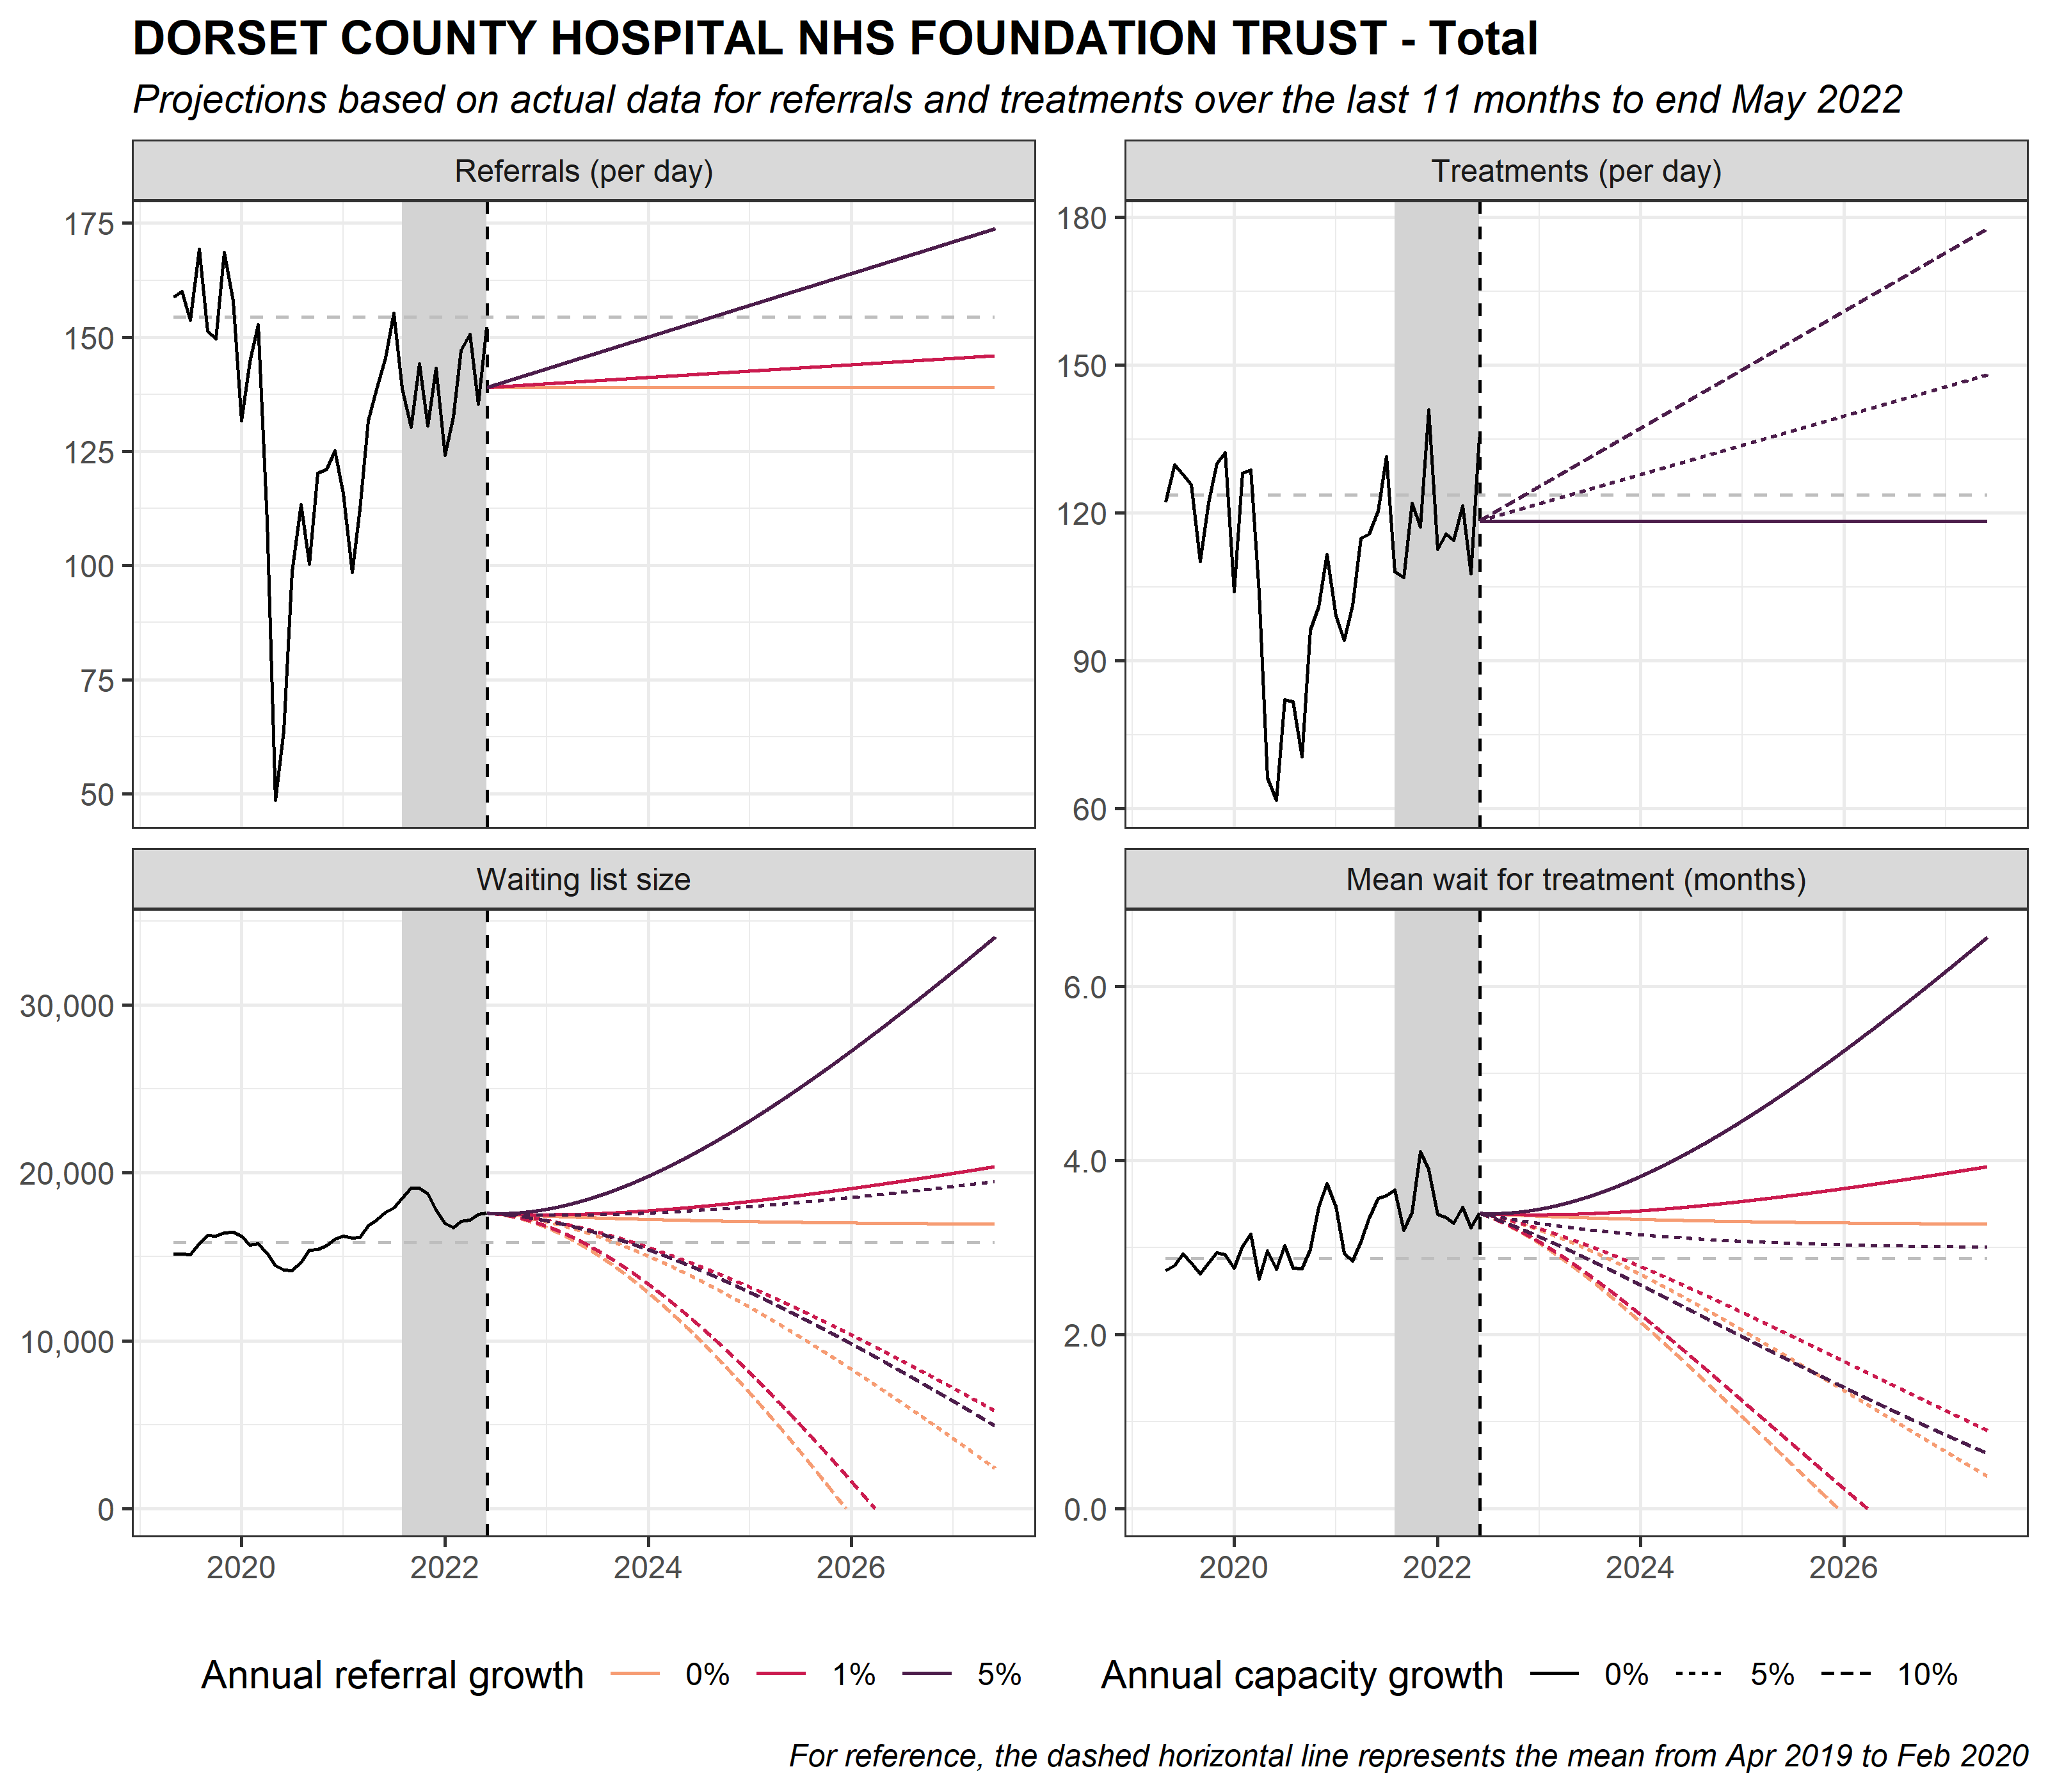 DORSET COUNTY HOSPITAL NHS FOUNDATION TRUST - Total
Projections based on actual data for referrals and treatments over the last 11 months to end May 2022
Referrals (per day)
175
150
125
100
75
50
Treatments (per day)
180
150
120
90
60
Waiting list size
30,000
20,000
10,000
0
2020 2022 2024 2026
Mean wait for treatment (months)
6.0
4.0
2.0
0.0
2020 2022 2024 2026
Annual referral growth 0% 1% 5%
Annual capacity growth 0% 5% 10%
For reference, the dashed horizontal line represents the mean from Apr 2019 to Feb 2020